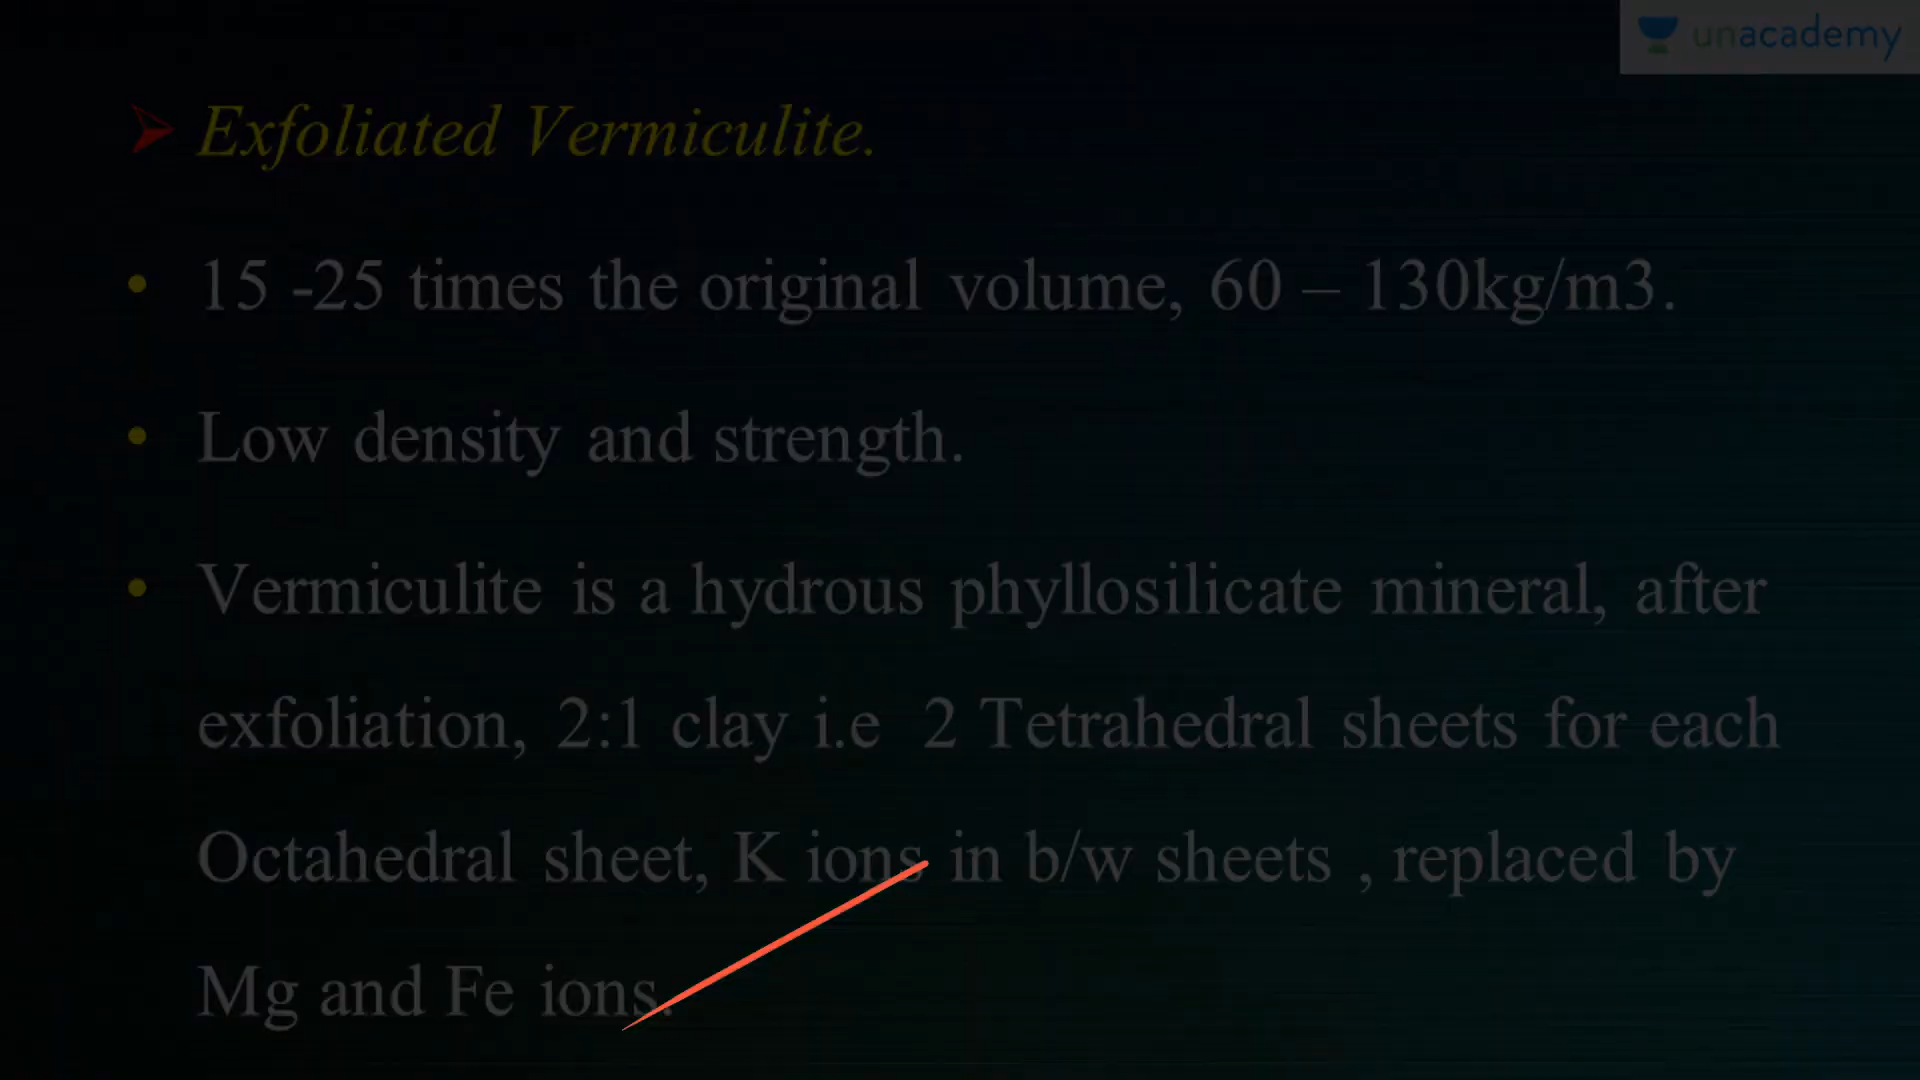 unacademy
Exfoliated Vermiculite.
15 -25 times the original volume, 60 – 130kg/m3.
Low density and strength.
Vermiculite is a hydrous phyllosilicate mineral, after
exfoliation, 2:1 clay i.e 2 Tetrahedral sheets for each
Octahedral sheet, K ions in b/w sheets , replaced by
Mg and Fe ions.